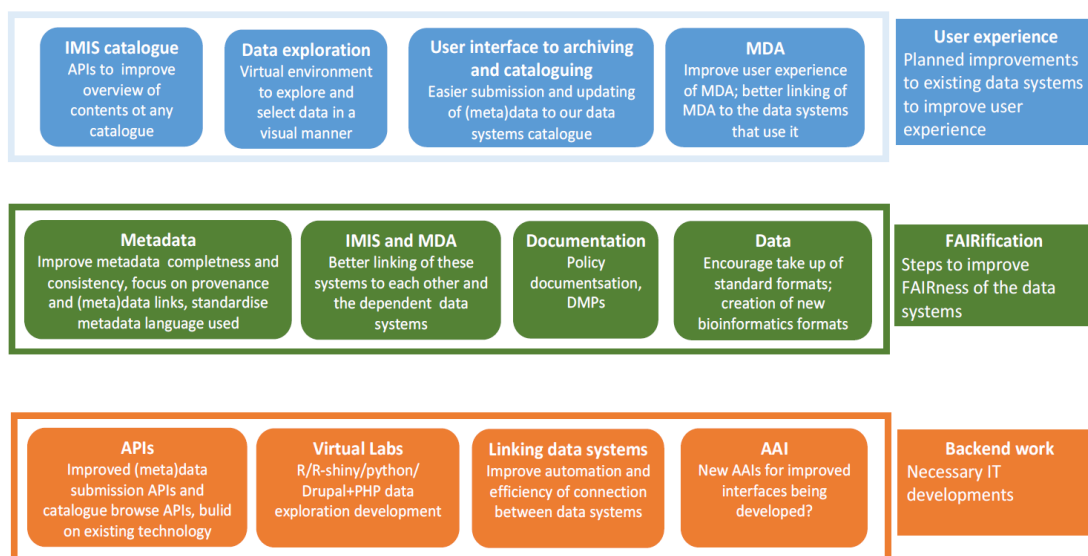 IMIS catalogue
APIs to improve
overview ot contents ot any
catalogue
Data exploration
Virtual environment
to explore and
select data in a
visual manner
User interface to archiving
and cataloguing
Easier submission and updating
of (meta)data to our data
systems catalogue
MDA
Improve user experience
of MDA; better linking of
MDA to the data systems
that use it
User experience
Planned improvements
to existing data systems
to improve user
experience
Metadata
Improve metadata completness and
consistency, focus on provenance
and (meta)data links, standardise
metadata language used
IMIS and MDA
Better linking of these
systems to each other and
the dependent data
systems
Documentation
Policy
documentsation,
DMPs
Data
Encourage take up of
standard formats;
creation of new
bioinformatics formats
FAIRification
Steps to improve
FAIRness of the data
systems
APIs
Improved (meta)data
submission APIs and
catalogue browse APIs, bulid
on existing technology
Virtual Labs
R/R-shiny/python/
Drupal+PHP data
exploration development
Linking data systems
Improve automation and
efficiency of connection
between data systems
AAI
New AAIs for improved
interfaces being
developed?
Backend work
Necessary IT
developments